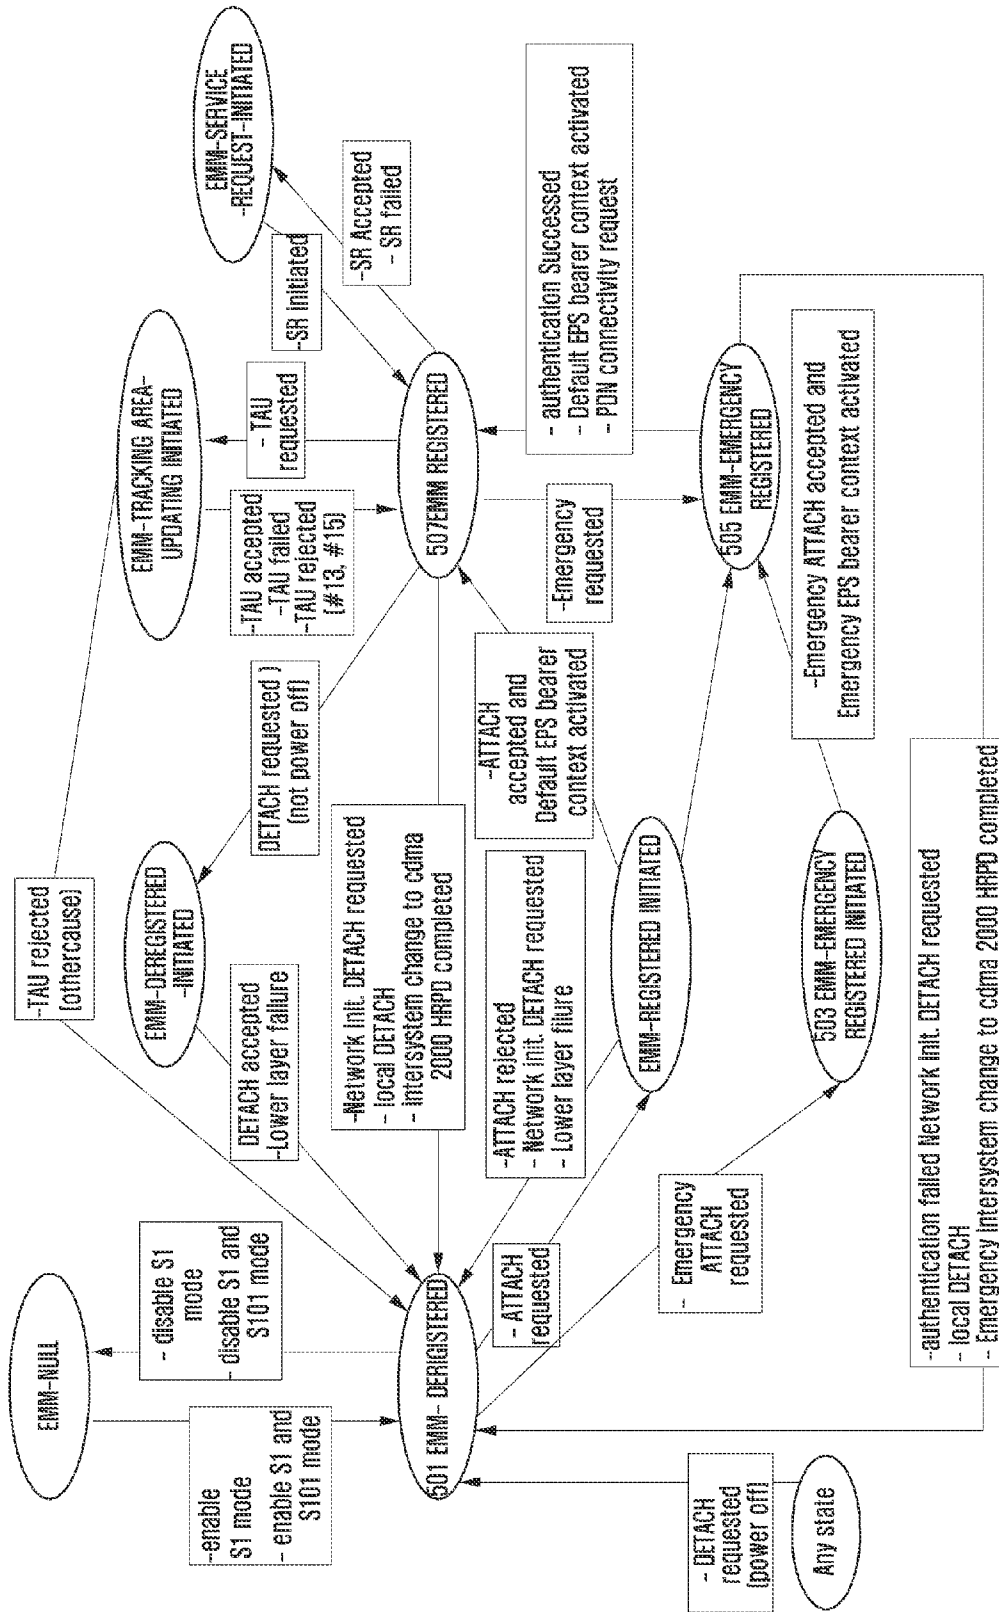 EMM-NULL
-enable
S1 mode
- enable S1 and
S101 mode
- disable S1
mode
- disable S1 and
S101 mode
-TAU rejected
(othercause)
EMM-TRACKING AREA-
UPDATING INITIATED
EMM-SERVICE
-REQUEST-INITIATED
EMM-DEREGISTERED
-INITIATED
DETACH accepted
-Lower layer failure
DETACH requested )
(not power off)
-TAU accepted
-TAU failed
-TAU rejected
(#13, #15)
- TAU
requested
-SR initiated
-SR Accepted
- SR failed
501 EMM- DERIGISTERED
-Network init. DETACH requested
- local DETACH
- intersystem change to cdma
2000 HRPD completed
507EMM REGISTERED
-ATTACH rejected
- Network init. DETACH requested
- Lower layer filure
-ATTACH
accepted and
Default EPS bearer
context activated
-Emergency
requested
- authentication Successed
- Default EPS bearer context activated
- PDN connectivity request
- ATTACH
requested
EMM-REGISTERED INITIATED
- Emergency
ATTACH
requested
503 EMM-EMERGENCY
REGISTERED INITIATED
505 EMM-EMERGENCY
REGISTERED
-Emergency ATTACH accepted and
Emergency EPS bearer context activated
- DETACH
requested
(power off)
Any state
-authentication failed Network init. DETACH requested
- local DETACH
- Emergency intersystem change to cdma 2000 HRPD completed